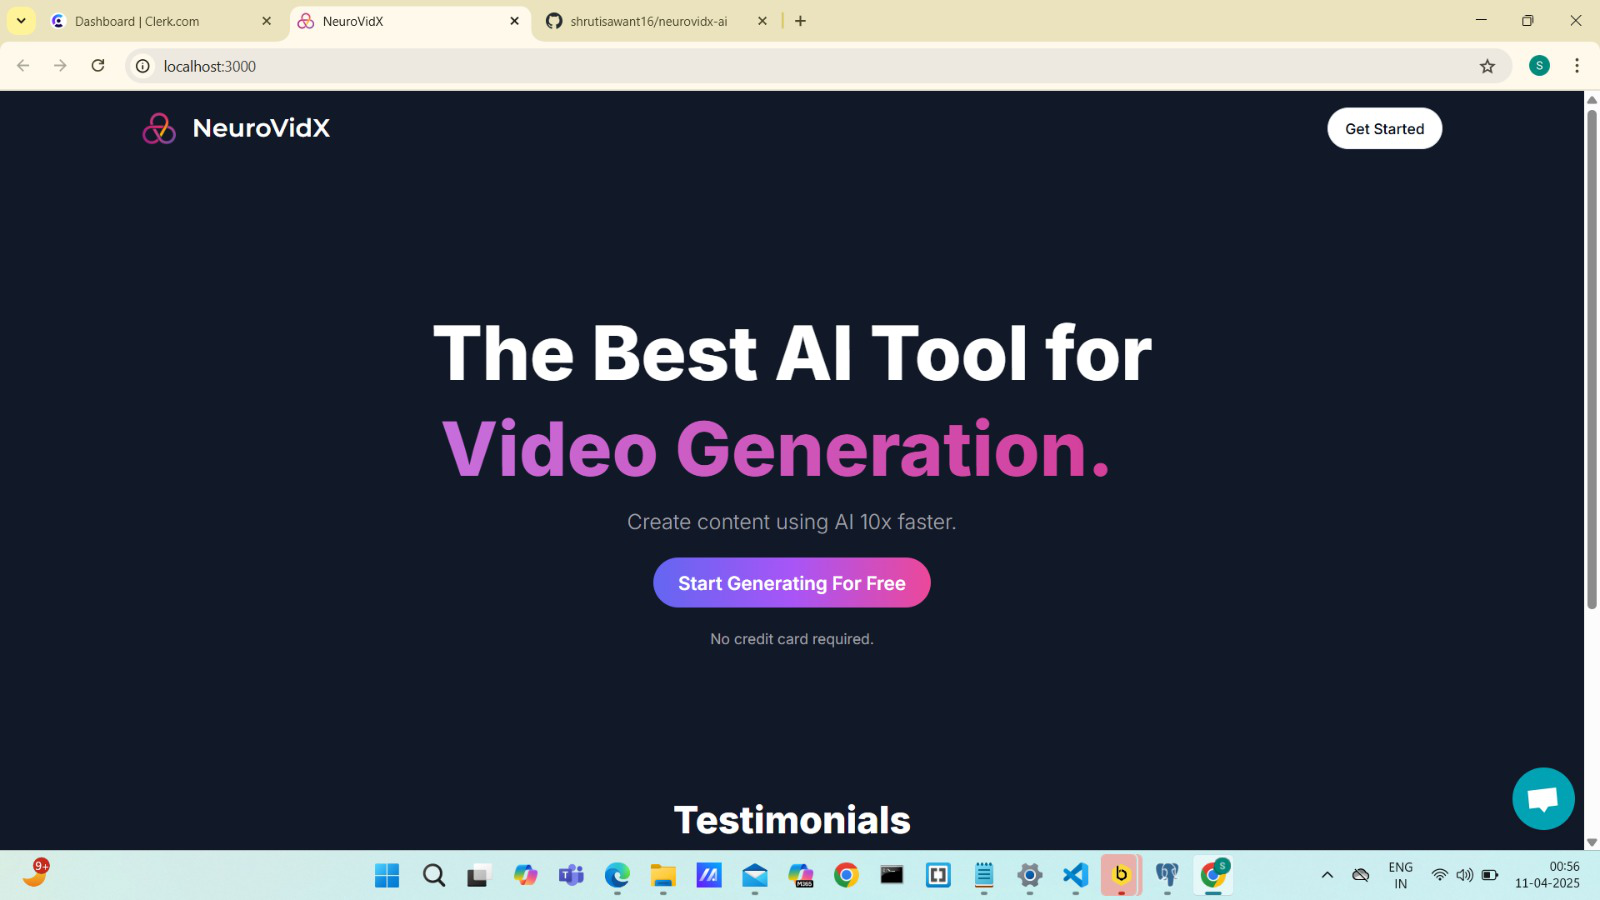 Dashboard | Clerk.com
NeuroVidX
shrutisawant16/neurovidx-ai
localhost:3000
S
NeuroVidX
Get Started
The Best AI Tool for
Video Generation.
Create content using AI 10x faster.
Start Generating For Free
No credit card required.
Testimonials
9+
M365
b
S
ENG
IN
00:56
11-04-2025